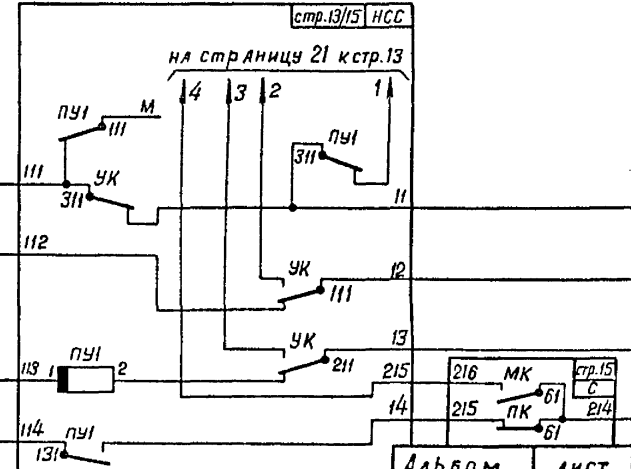 стр.13/15 НСС
НА СТРАНИЦУ 21 К СТР.13
4 3 2 1
ПУ1 М
111
ПУ1
311
111
УК
311
11
112
УК
12
111
УК
13
211
113 1 ПУ1 2
215
216 МК
стр.15
С
61
14
215 ПК
214
61
114 ПУ1
131
Альбом Лист